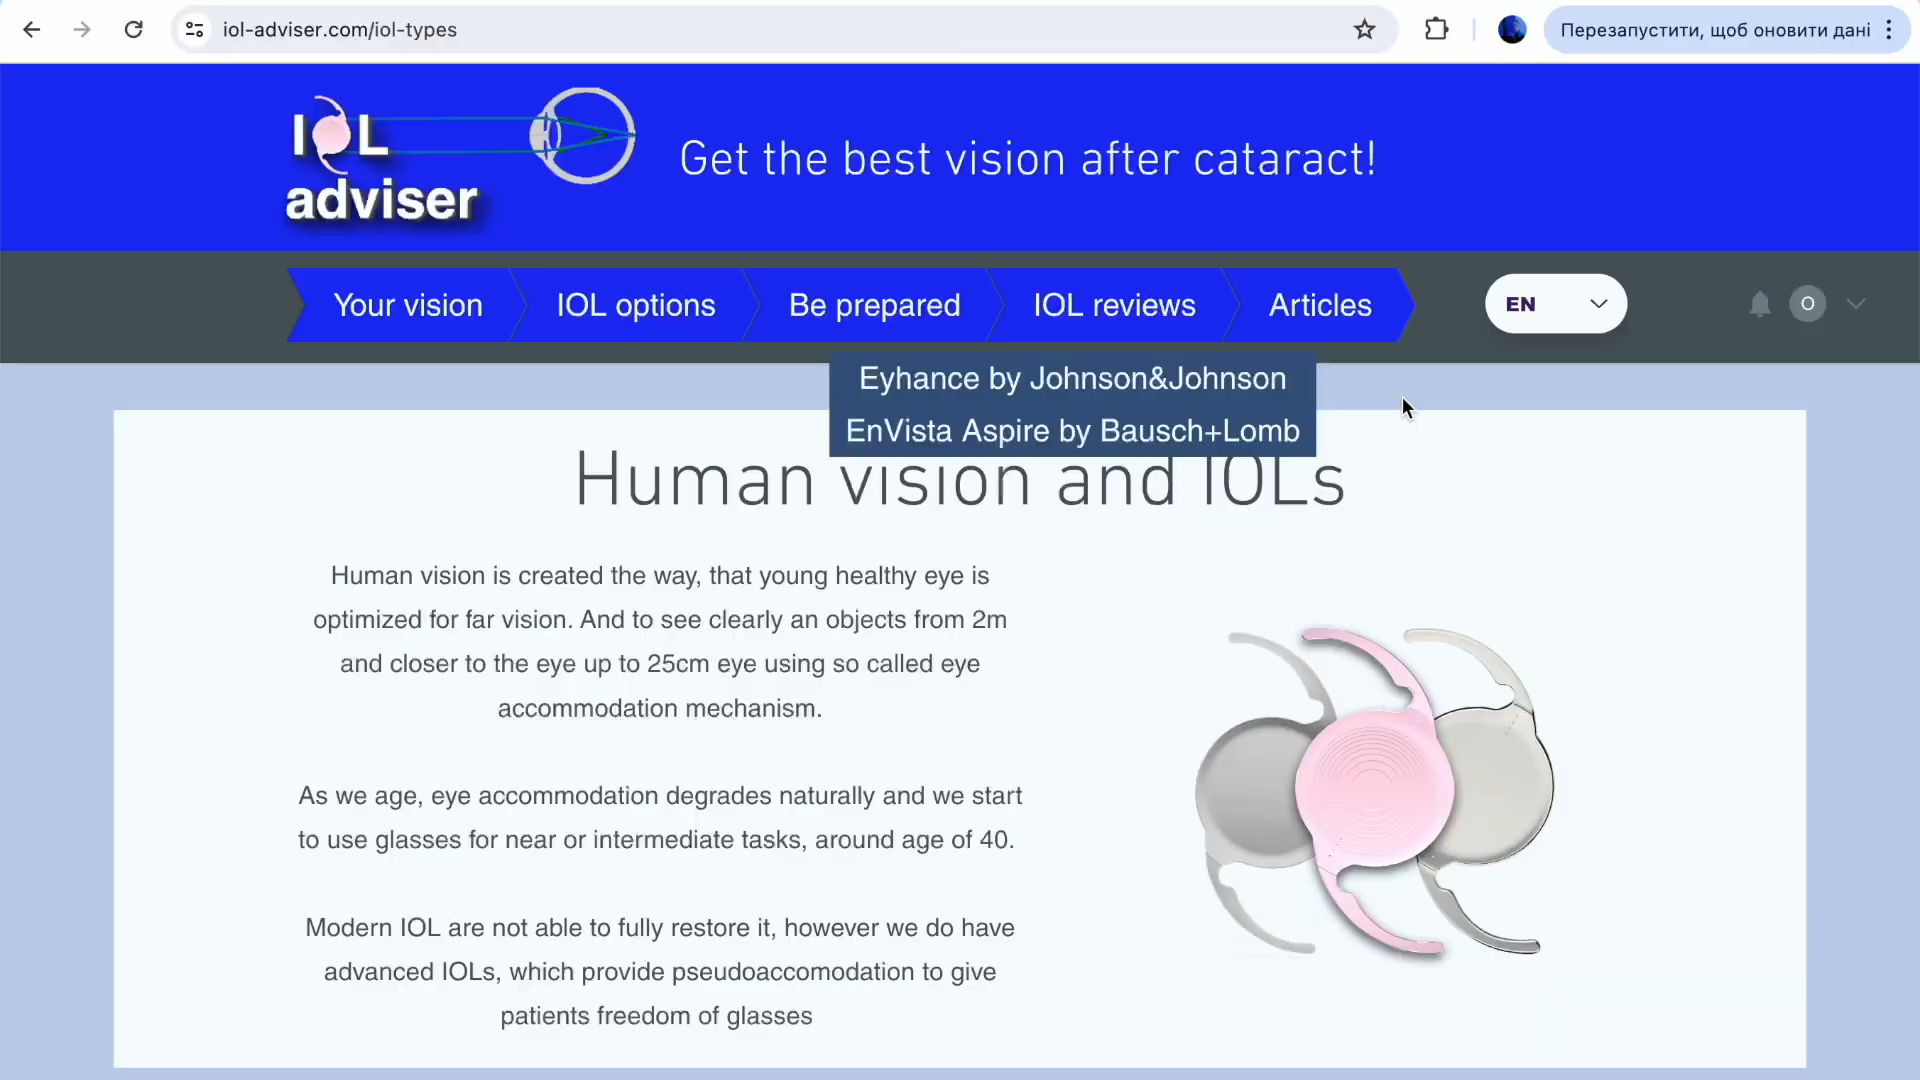 iol-adviser.com/iol-types
Перезапустити, щоб оновити дані
IOL
adviser
Get the best vision after cataract!
Your vision
IOL options
Be prepared
IOL reviews
Articles
EN
O
Eyhance by Johnson&Johnson
EnVista Aspire by Bausch+Lomb
Human vision and IOLs
Human vision is created the way, that young healthy eye is
optimized for far vision. And to see clearly an objects from 2m
and closer to the eye up to 25cm eye using so called eye
accommodation mechanism.
As we age, eye accommodation degrades naturally and we start
to use glasses for near or intermediate tasks, around age of 40.
Modern IOL are not able to fully restore it, however we do have
advanced IOLs, which provide pseudoaccomodation to give
patients freedom of glasses